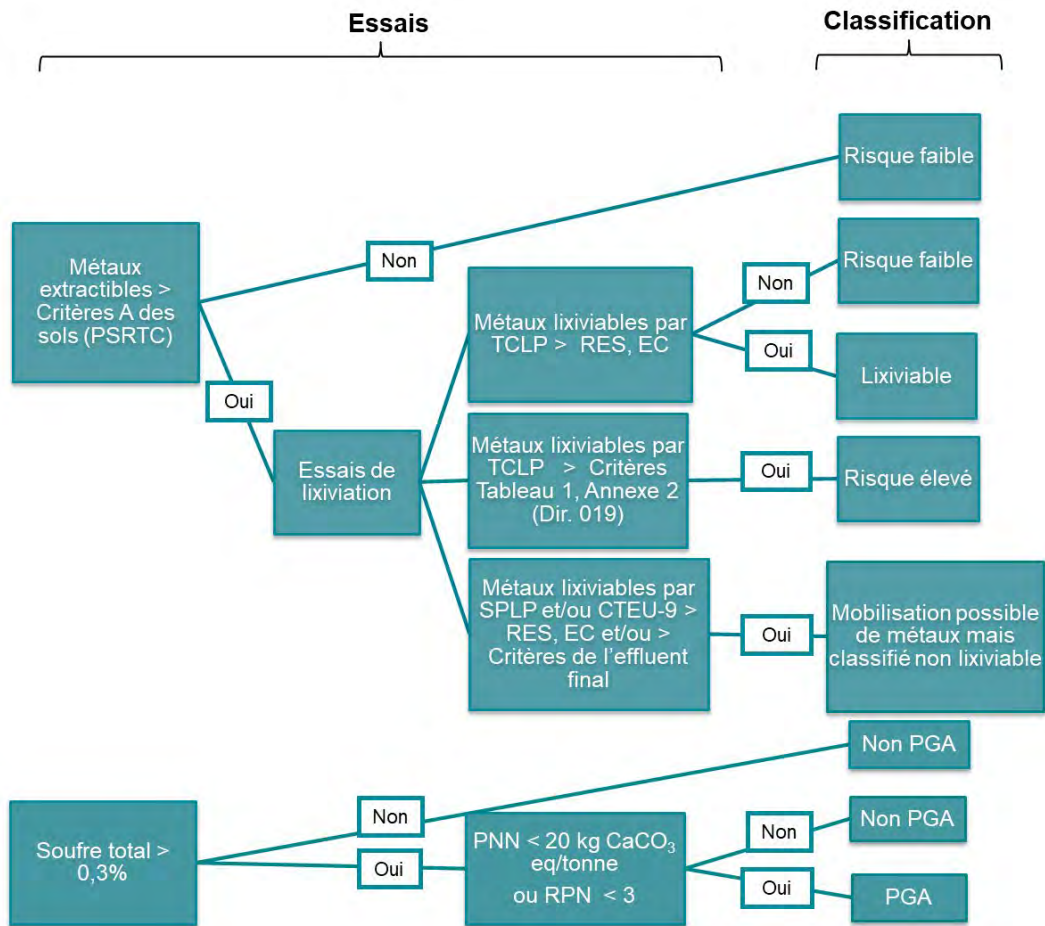 Essais
Classification
Risque faible
Non
Métaux
extractibles >
Critères A des
sols (PSRTC)
Risque faible
Non
Métaux lixiviables par
TCLP > RES, EC
Oui
Lixiviable
Oui
Essais de
lixiviation
Métaux lixiviables par
TCLP > Critères
Tableau 1, Annexe 2
(Dir. 019)
Oui
Risque élevé
Métaux lixiviables par
SPLP et/ou CTEU-9 >
RES, EC et/ou >
Critères de l'effluent
final
Oui
Mobilisation possible
de métaux mais
classifié non lixiviable
Non PGA
Non
Soufre total >
0,3%
Oui
PNN < 20 kg CaCO₃
eq/tonne
ou RPN < 3
Non
Non PGA
Oui
PGA